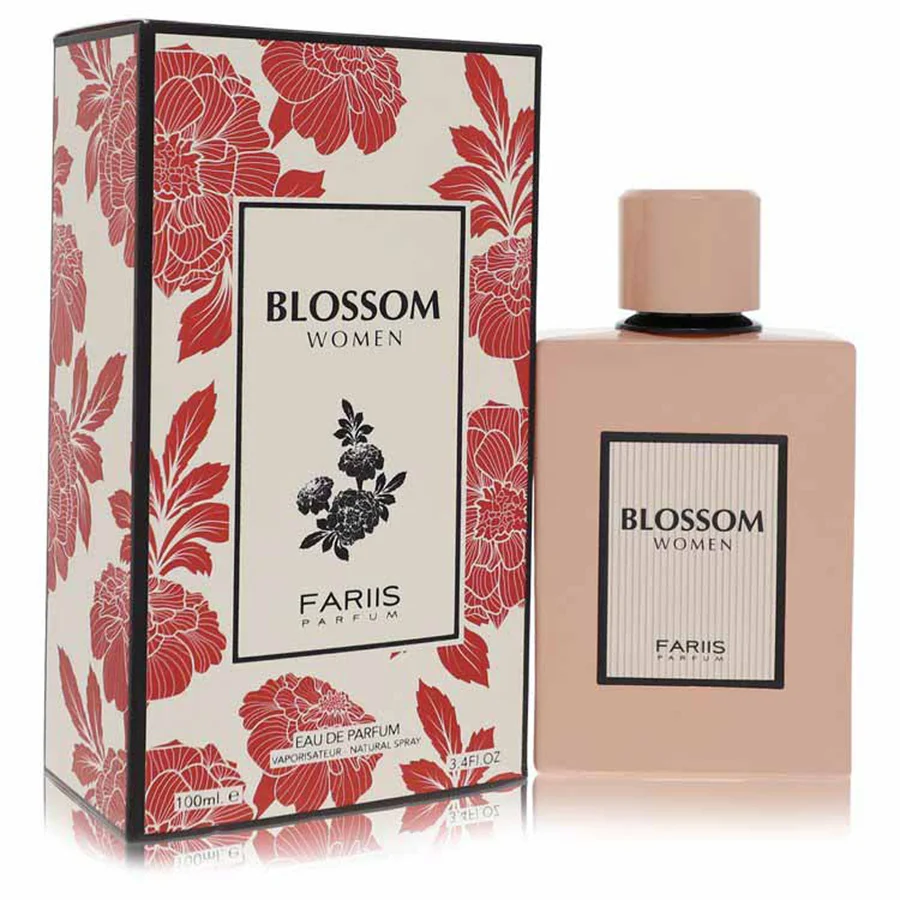 BLOSSOM
WOMEN
FARIIS
PARFUM
EAU DE PARFUM
VAPORISATEUR - NATURAL SPRAY
100ml. e
3.4FL.OZ
BLOSSOM
WOMEN
FARIIS
PARFUM